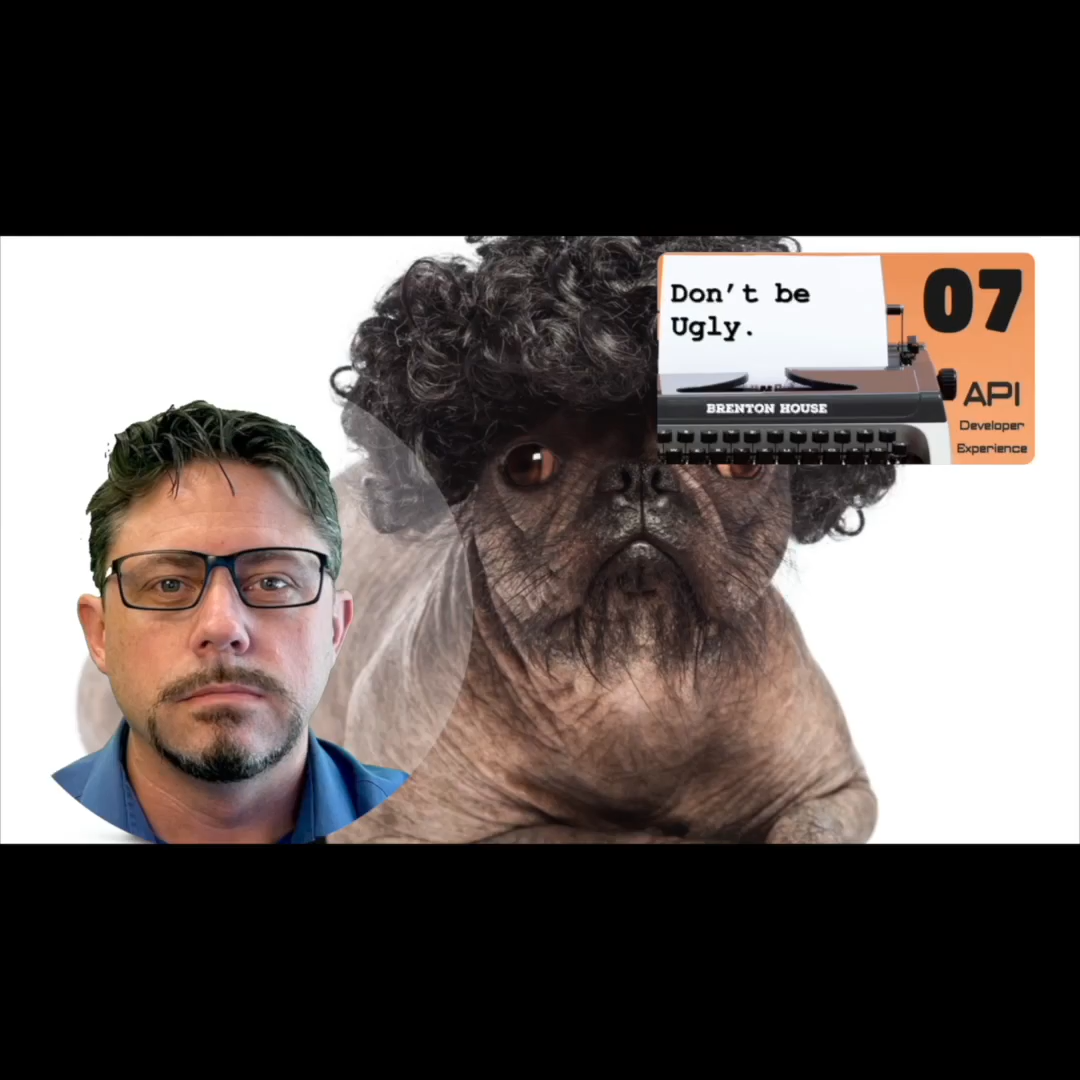 Don’t be
Ugly.
BRENTON HOUSE
07
API
Developer
Experience